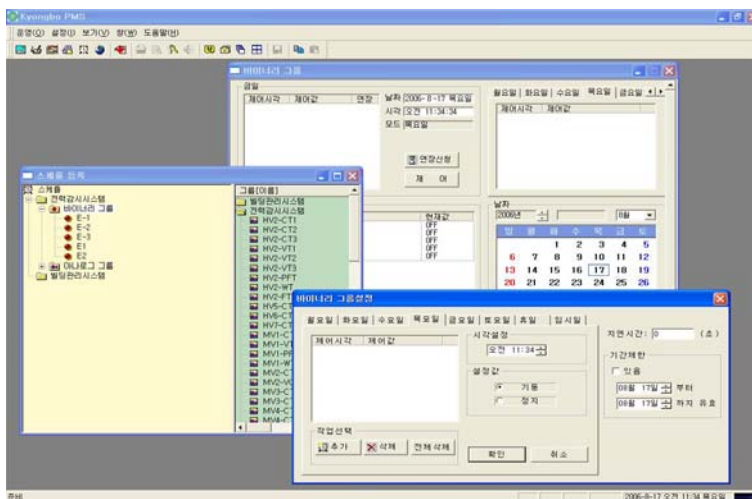 Kyongbo PMS
운영(O) 설정(I) 보기(V) 창(W) 도움말(H)
바이너리 그룹
금일
제어시각 제어값 연장
날짜 2006- 8-17 목요일
시각 오전 11:34:34
모드 목요일
연장신청
제 어
월요일 화요일 수요일 목요일 금요일
제어시각 제어값
현재값
OFF
OFF
OFF
OFF
OFF
날짜
2006년 8월
일 월 화 수 목 금 토
1 2 3 4 5
6 7 8 9 10 11 12
13 14 15 16 17 18 19
20 21 22 23 24 25 26
스케줄
전력감시시스템
바이너리 그룹
E-1
E-2
E-3
E1
E2
아나로그 그룹
빌딩관리시스템
그룹[이름]
빌딩관리시스템
전력감시시스템
HV2-CT1
HV2-CT2
HV2-CT3
HV2-VT1
HV2-VT2
HV2-VT3
HV2-PFT
HV2-WT
바이너리 그룹설정
월요일 화요일 수요일 목요일 금요일 토요일 휴일 임시일
제어시각 제어값
시각설정
오전 11:34
설정값
기동
정지
작업선택
추가 삭제 전체삭제
확인 취소
지연시간: 0 (초)
기간제한
있음
08월 17일 부터
08월 17일 까지 유효
준비
2006-8-17 오전 11:34 목요일